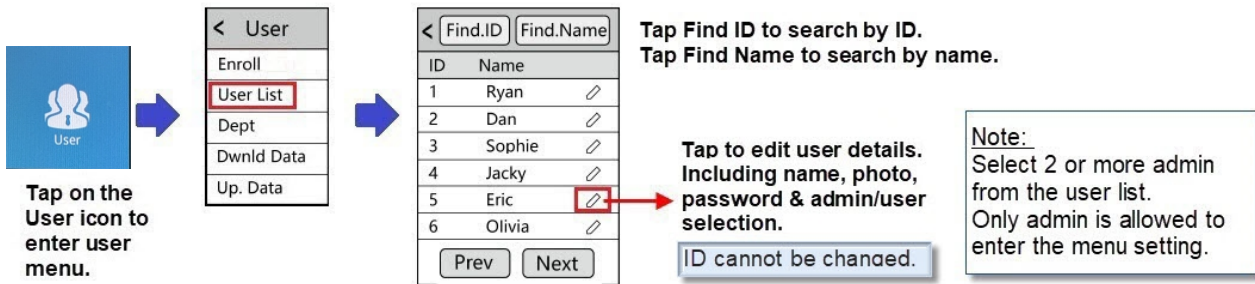 User
Tap on the
User icon to
enter user
menu.
< User
Enroll
User List
Dept
Dwnld Data
Up. Data
< Find.ID Find.Name
ID Name
1 Ryan
2 Dan
3 Sophie
4 Jacky
5 Eric
6 Olivia
Prev Next
Tap Find ID to search by ID.
Tap Find Name to search by name.
Tap to edit user details.
Including name, photo,
password & admin/user
selection.
ID cannot be changed.
Note:
Select 2 or more admin
from the user list.
Only admin is allowed to
enter the menu setting.